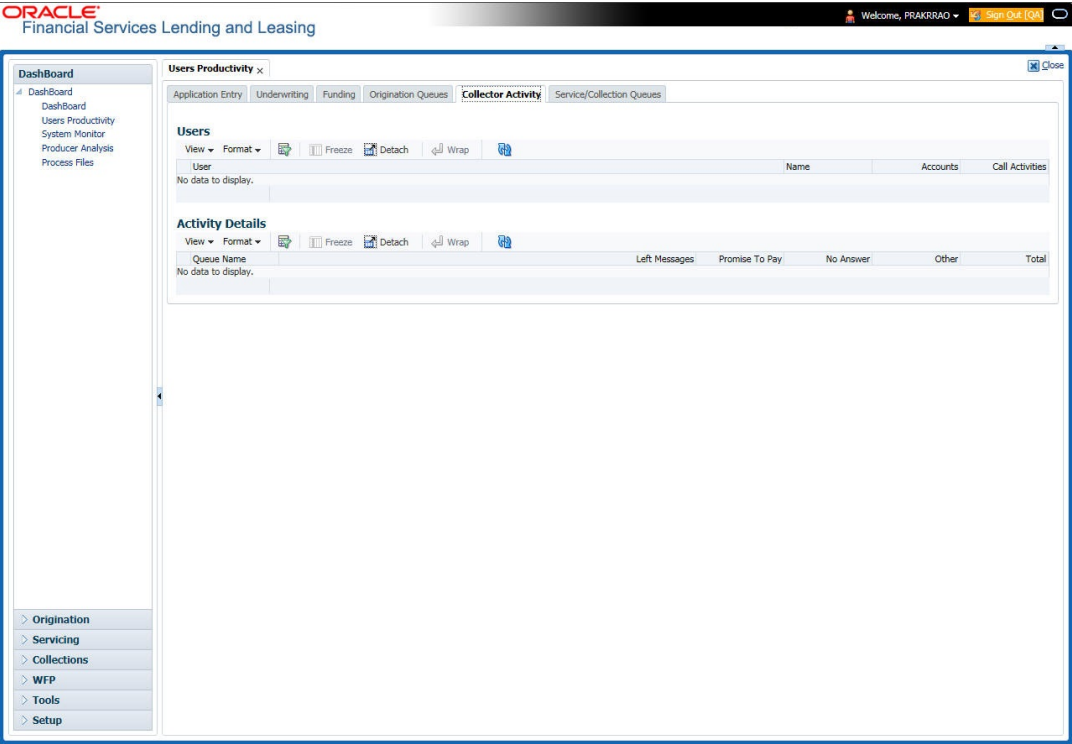 ORACLE®
Financial Services Lending and Leasing
Welcome, PRAKRRAO
Sign Out [QA]
Close
DashBoard
DashBoard
DashBoard
Users Productivity
System Monitor
Producer Analysis
Process Files
Origination
Servicing
Collections
WFP
Tools
Setup
Users Productivity ×
Application Entry Underwriting Funding Origination Queues Collector Activity Service/Collection Queues
Users
View Format Freeze Detach Wrap
User Name Accounts Call Activities
No data to display.
Activity Details
View Format Freeze Detach Wrap
Queue Name Left Messages Promise To Pay No Answer Other Total
No data to display.